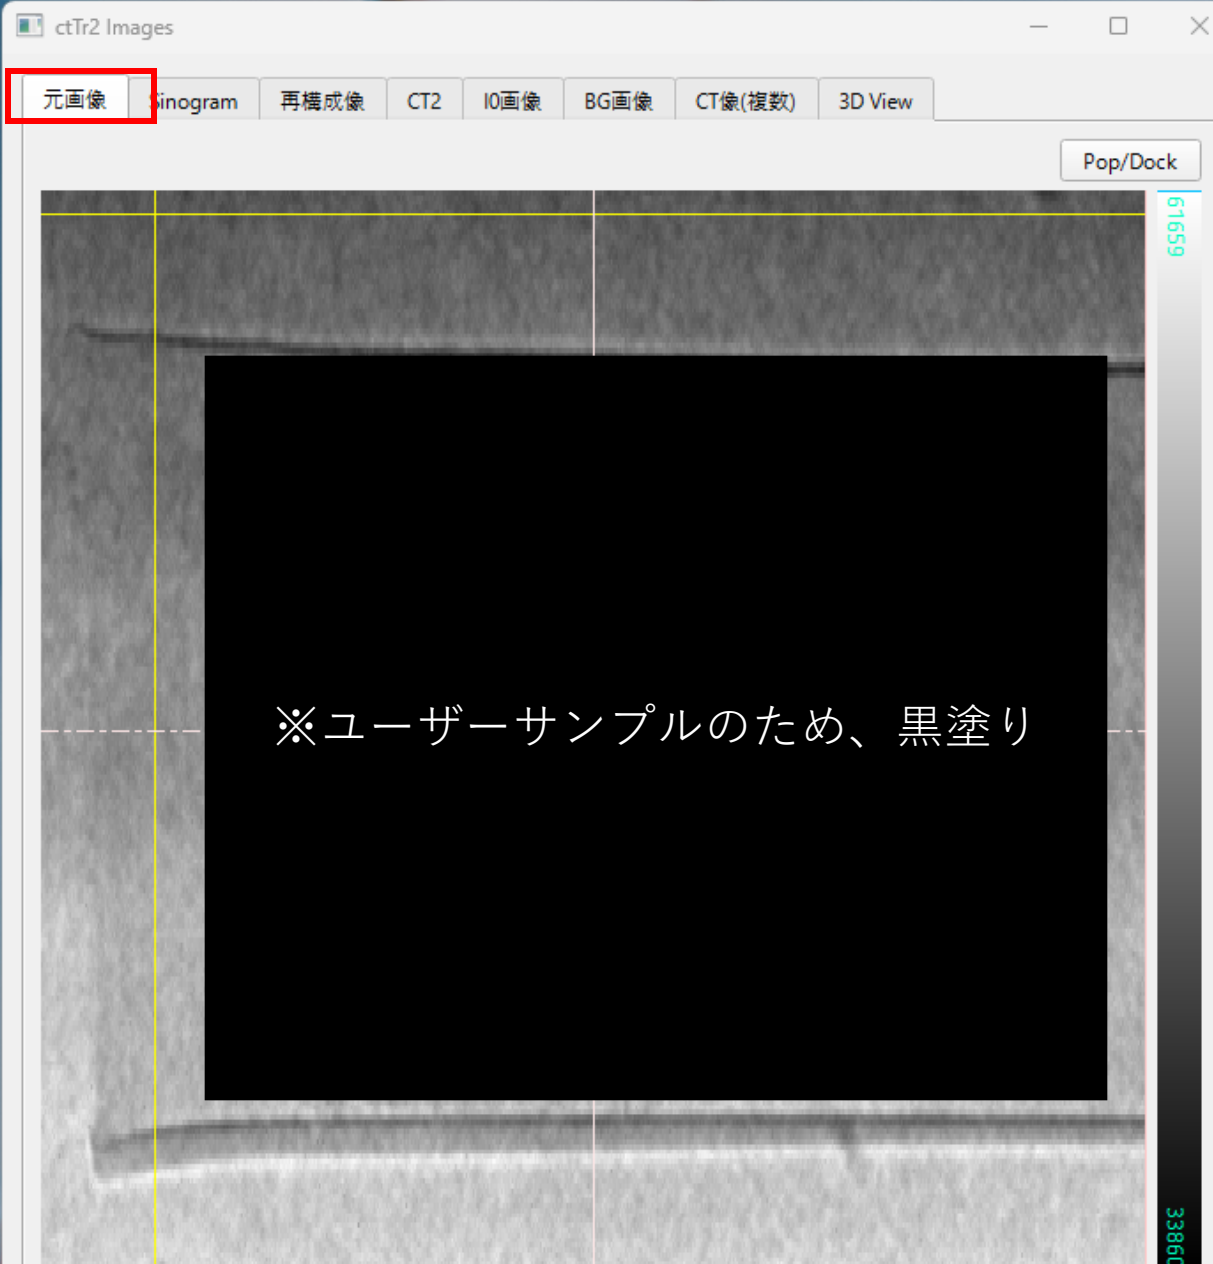 ctTr2 Images
元画像 Sinogram 再構成像 CT2 I0画像 BG画像 CT像(複数) 3D View
Pop/Dock
61659
※ユーザーサンプルのため、黒塗り
33860